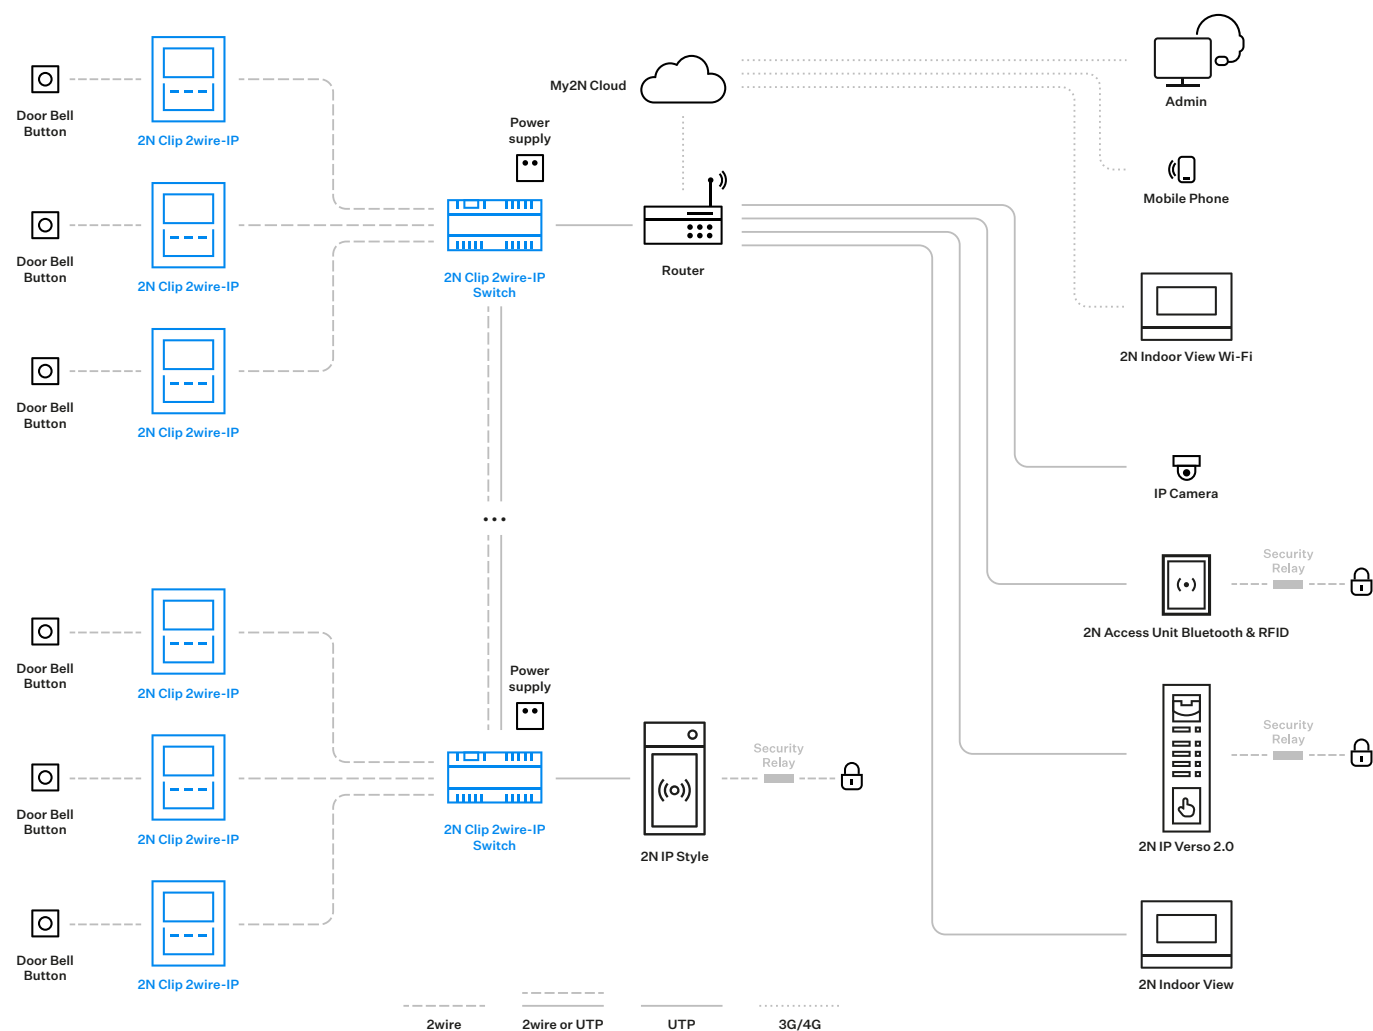 Door Bell
Button
2N Clip 2wire-IP
Door Bell
Button
2N Clip 2wire-IP
Door Bell
Button
2N Clip 2wire-IP
Power
supply
2N Clip 2wire-IP
Switch
My2N Cloud
Router
Admin
Mobile Phone
2N Indoor View Wi-Fi
IP Camera
Security
Relay
2N Access Unit Bluetooth & RFID
Security
Relay
2N IP Verso 2.0
2N Indoor View
Door Bell
Button
2N Clip 2wire-IP
Door Bell
Button
2N Clip 2wire-IP
Door Bell
Button
2N Clip 2wire-IP
Power
supply
2N Clip 2wire-IP
Switch
Security
Relay
2N IP Style
2wire
2wire or UTP
UTP
3G/4G